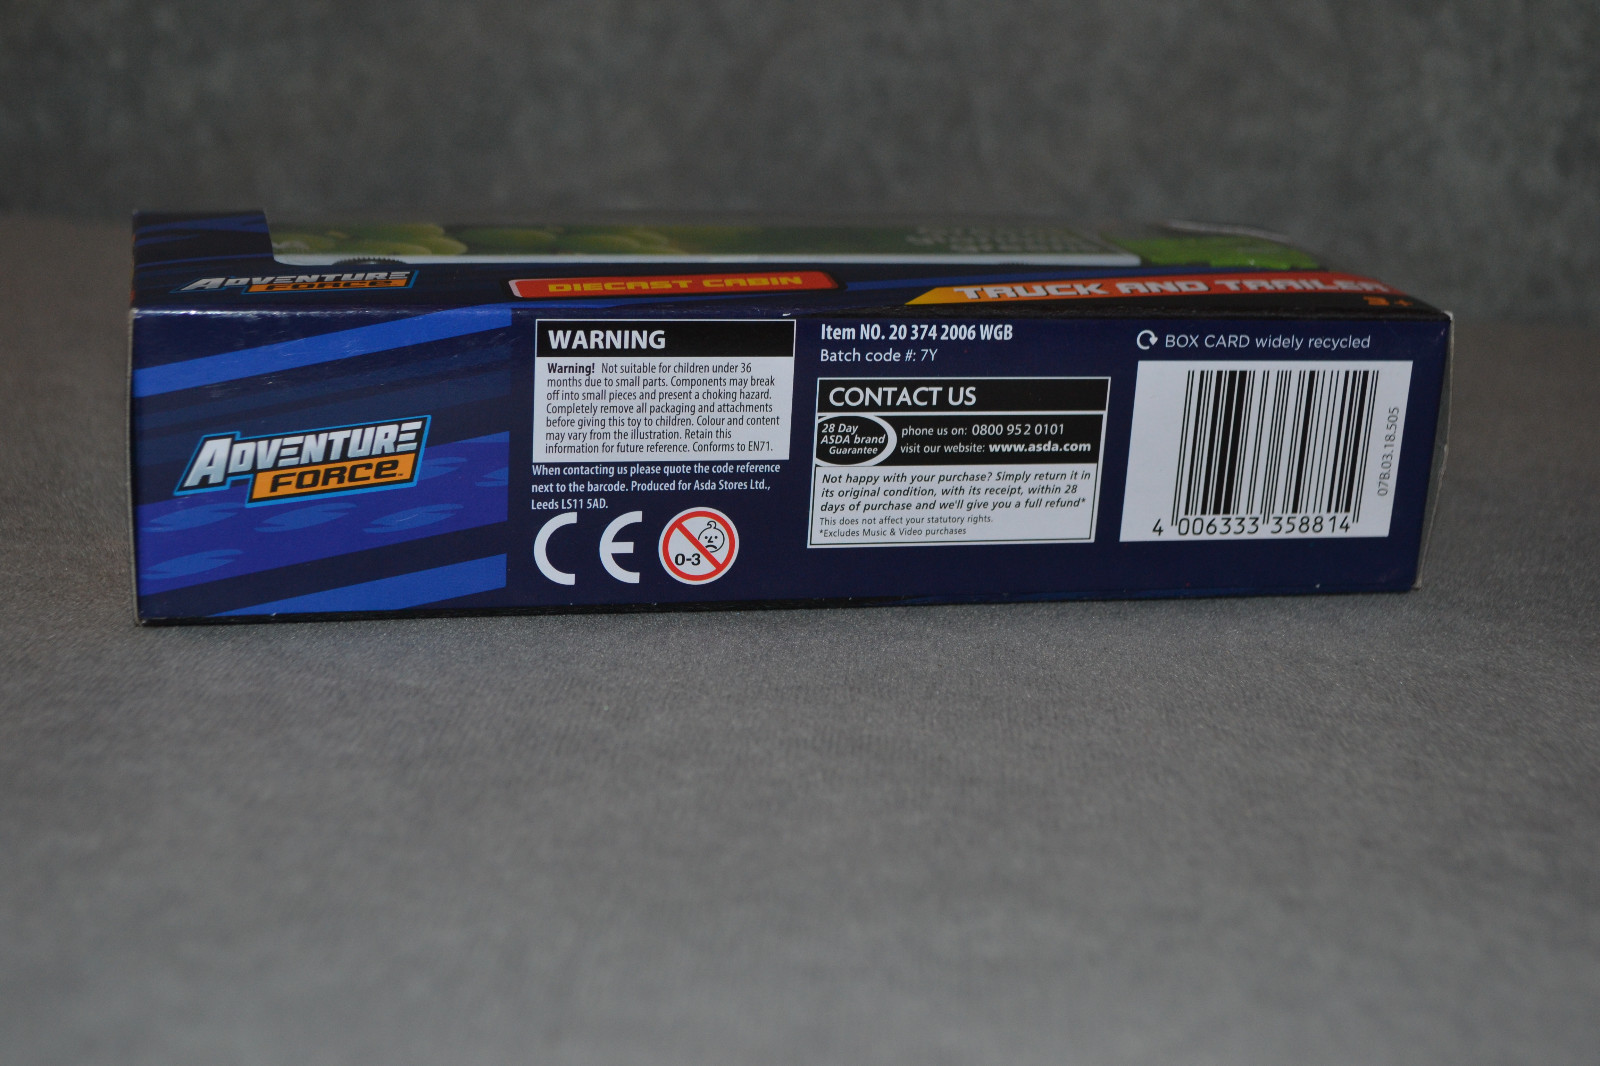 ADVENTURE
FORCE
DIECAST CABIN
TRUCK AND TRAILER
3+
ADVENTURE
FORCE
WARNING
Warning! Not suitable for children under 36
months due to small parts. Components may break
off into small pieces and present a choking hazard.
Completely remove all packaging and attachments
before giving this toy to children. Colour and content
may vary from the illustration. Retain this
information for future reference. Conforms to EN71.
When contacting us please quote the code reference
next to the barcode. Produced for Asda Stores Ltd.,
Leeds LS11 5AD.
CE
0-3
Item NO. 20 374 2006 WGB
Batch code #: 7Y
CONTACT US
28 Day
ASDA brand
Guarantee
phone us on: 0800 952 0101
visit our website: www.asda.com
Not happy with your purchase? Simply return it in
its original condition, with its receipt, within 28
days of purchase and we'll give you a full refund*
This does not affect your statutory rights.
*Excludes Music & Video purchases
BOX CARD widely recycled
4 006333 358814
078.03.18.505